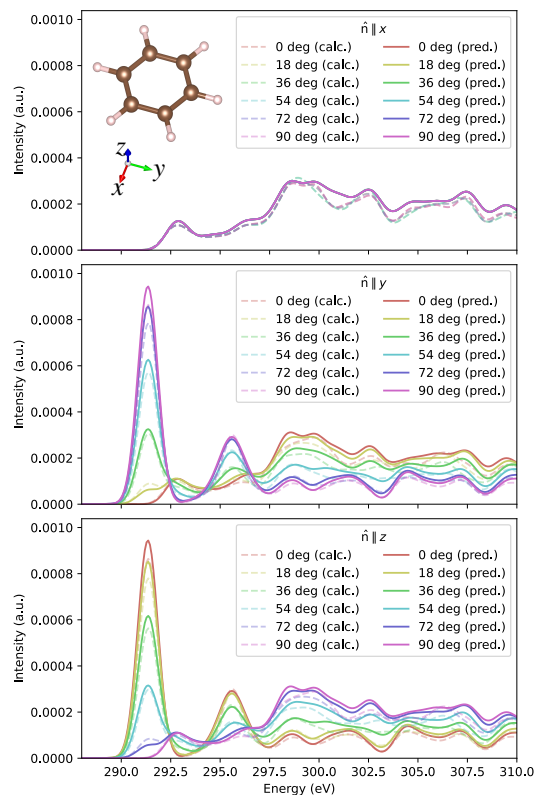 0.0010
0.0008
0.0006
0.0004
0.0002
0.0000
Intensity (a.u.)
z
y
x
n̂ ∥ x
0 deg (calc.) 0 deg (pred.)
18 deg (calc.) 18 deg (pred.)
36 deg (calc.) 36 deg (pred.)
54 deg (calc.) 54 deg (pred.)
72 deg (calc.) 72 deg (pred.)
90 deg (calc.) 90 deg (pred.)
0.0010
0.0008
0.0006
0.0004
0.0002
0.0000
Intensity (a.u.)
n̂ ∥ y
0 deg (calc.) 0 deg (pred.)
18 deg (calc.) 18 deg (pred.)
36 deg (calc.) 36 deg (pred.)
54 deg (calc.) 54 deg (pred.)
72 deg (calc.) 72 deg (pred.)
90 deg (calc.) 90 deg (pred.)
0.0010
0.0008
0.0006
0.0004
0.0002
0.0000
Intensity (a.u.)
n̂ ∥ z
0 deg (calc.) 0 deg (pred.)
18 deg (calc.) 18 deg (pred.)
36 deg (calc.) 36 deg (pred.)
54 deg (calc.) 54 deg (pred.)
72 deg (calc.) 72 deg (pred.)
90 deg (calc.) 90 deg (pred.)
290.0 292.5 295.0 297.5 300.0 302.5 305.0 307.5 310.0
Energy (eV)